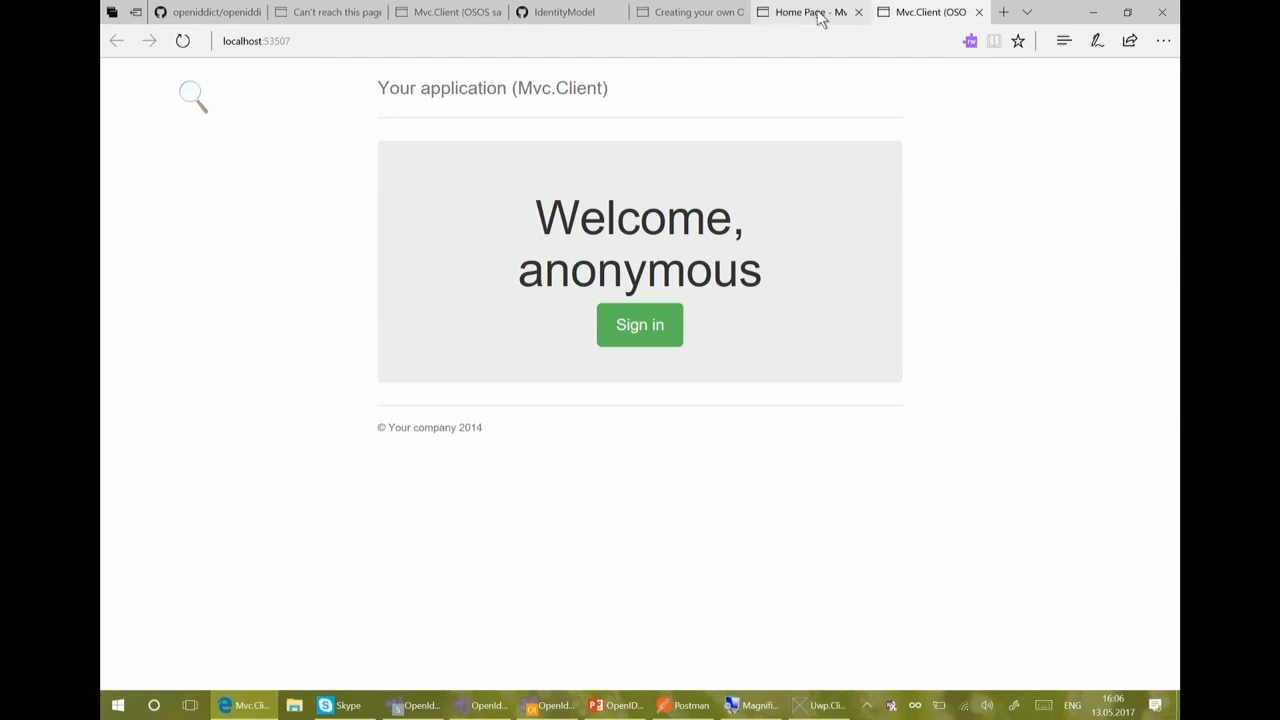 openiddict/openiddi
Can't reach this page
Mvc.Client (OSOS sa
IdentityModel
Creating your own O
Home Page - Mv
Mvc.Client (OSO
localhost:53507
Your application (Mvc.Client)
Welcome,
anonymous
Sign in
© Your company 2014
Mvc.Cli...
Skype
OpenId...
OpenId...
OpenId...
OpenID...
Postman
Magnifi...
Uwp.Cli...
ENG
16:06
13.05.2017